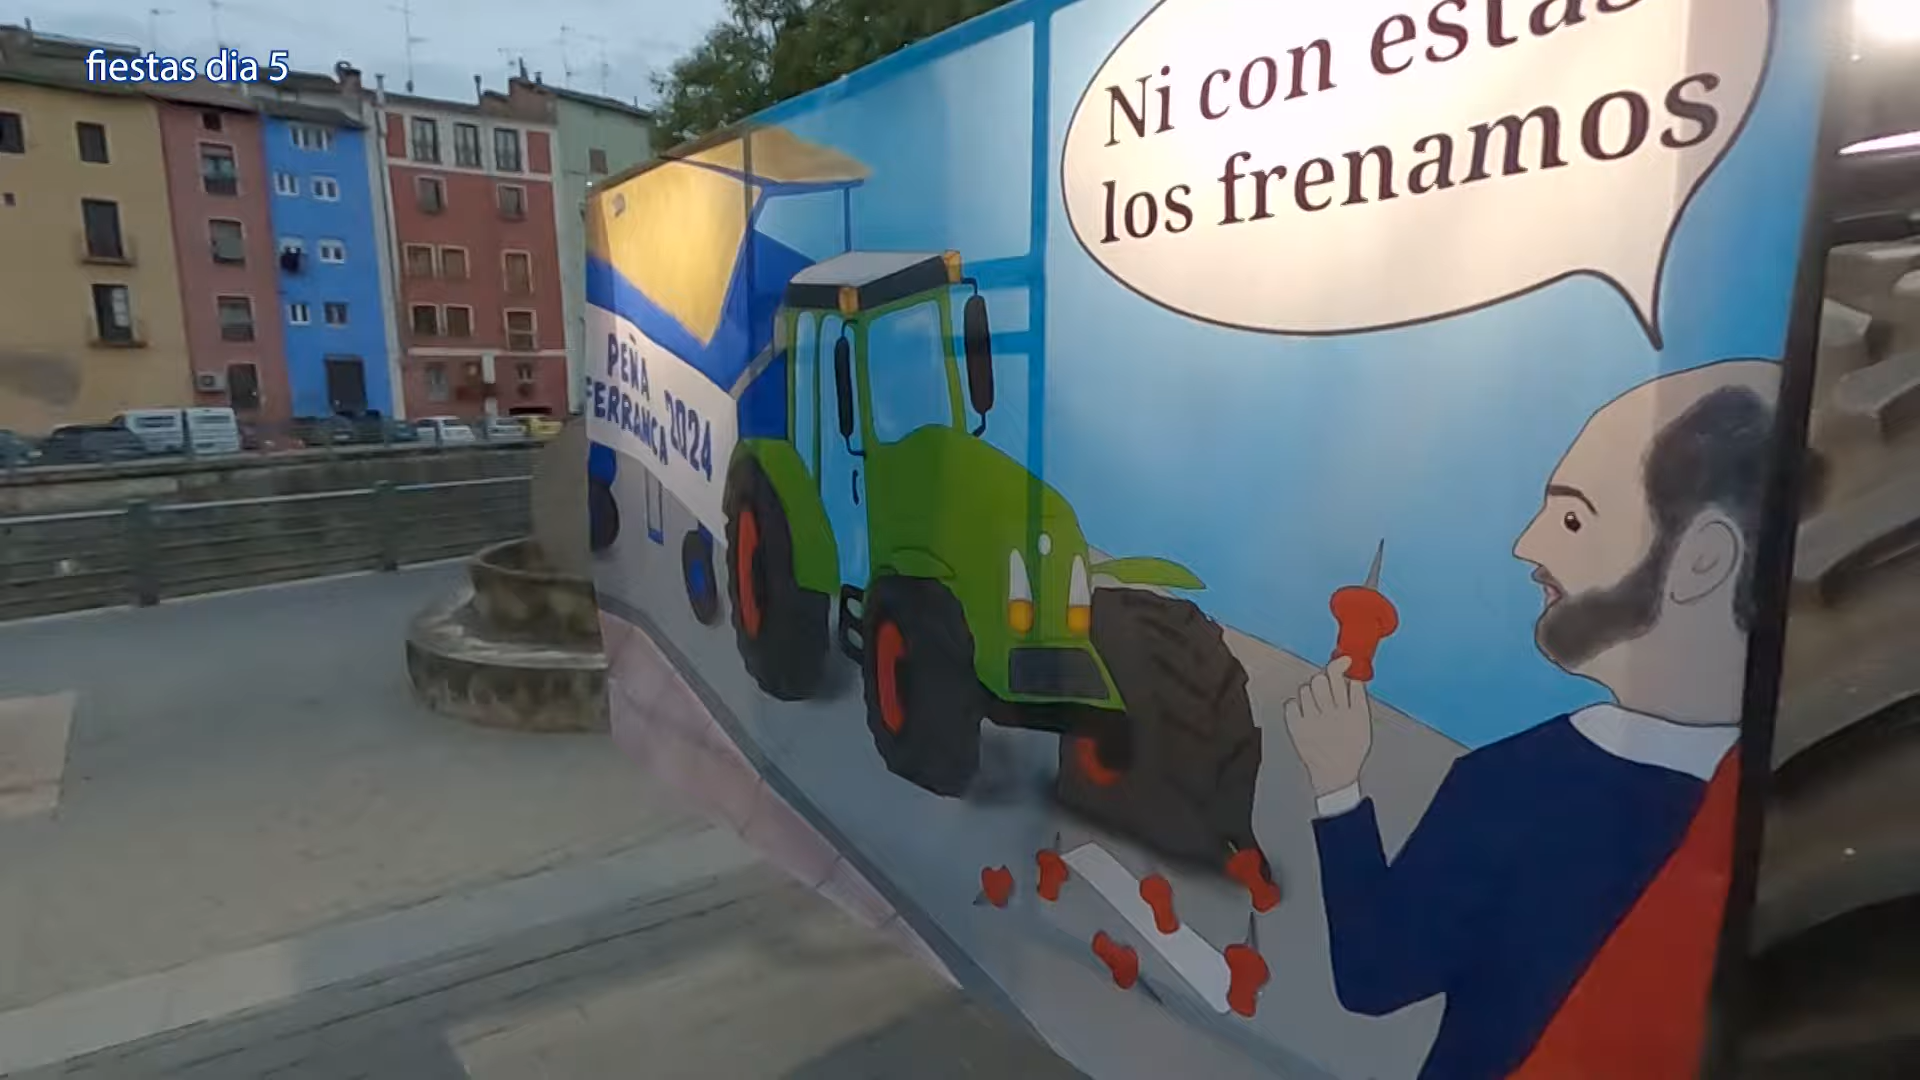 fiestas dia 5
Ni con estas
los frenamos
PEÑA
FERRANCA 2024